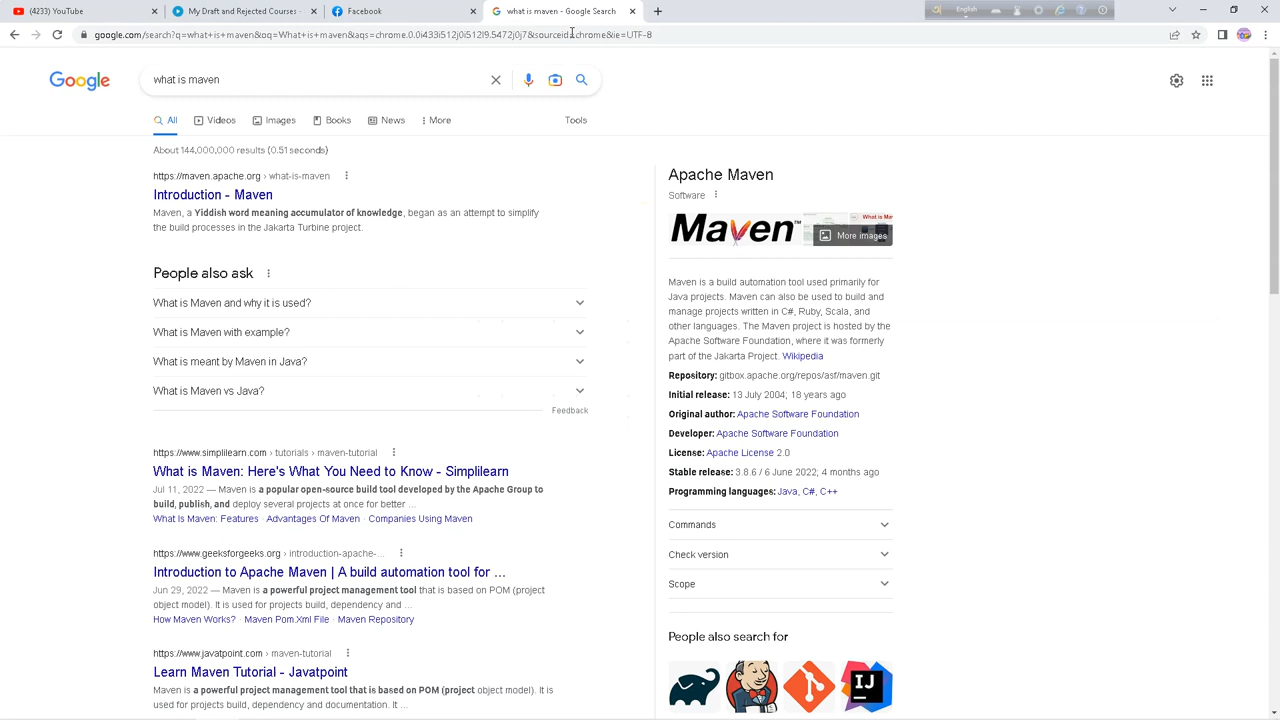 (4233) YouTube
My Draft and Rejected Courses -
Facebook
what is maven - Google Search
English
google.com/search?q=what+is+maven&oq=What+is+maven&aqs=chrome.0.0i433i512j0i512l9.5472j0j7&sourceid=chrome&ie=UTF-8
Google
what is maven
All
Videos
Images
Books
News
More
Tools
About 144,000,000 results (0.51 seconds)
https://maven.apache.org › what-is-maven
Introduction - Maven
Maven, a Yiddish word meaning accumulator of knowledge, began as an attempt to simplify
the build processes in the Jakarta Turbine project.
People also ask
What is Maven and why it is used?
What is Maven with example?
What is meant by Maven in Java?
What is Maven vs Java?
Feedback
https://www.simplilearn.com › tutorials › maven-tutorial
What is Maven: Here's What You Need to Know - Simplilearn
Jul 11, 2022 — Maven is a popular open-source build tool developed by the Apache Group to
build, publish, and deploy several projects at once for better ...
What Is Maven: Features · Advantages Of Maven · Companies Using Maven
https://www.geeksforgeeks.org › introduction-apache-...
Introduction to Apache Maven | A build automation tool for ...
Jun 29, 2022 — Maven is a powerful project management tool that is based on POM (project
object model). It is used for projects build, dependency and ...
How Maven Works? · Maven Pom.Xml File · Maven Repository
https://www.javatpoint.com › maven-tutorial
Learn Maven Tutorial - Javatpoint
Maven is a powerful project management tool that is based on POM (project object model). It is
used for projects build, dependency and documentation. It ...
Apache Maven
Software
Maven™
What is Ma
More images
Maven is a build automation tool used primarily for
Java projects. Maven can also be used to build and
manage projects written in C#, Ruby, Scala, and
other languages. The Maven project is hosted by the
Apache Software Foundation, where it was formerly
part of the Jakarta Project. Wikipedia
Repository: gitbox.apache.org/repos/asf/maven.git
Initial release: 13 July 2004; 18 years ago
Original author: Apache Software Foundation
Developer: Apache Software Foundation
License: Apache License 2.0
Stable release: 3.8.6 / 6 June 2022; 4 months ago
Programming languages: Java, C#, C++
Commands
Check version
Scope
People also search for
IJ